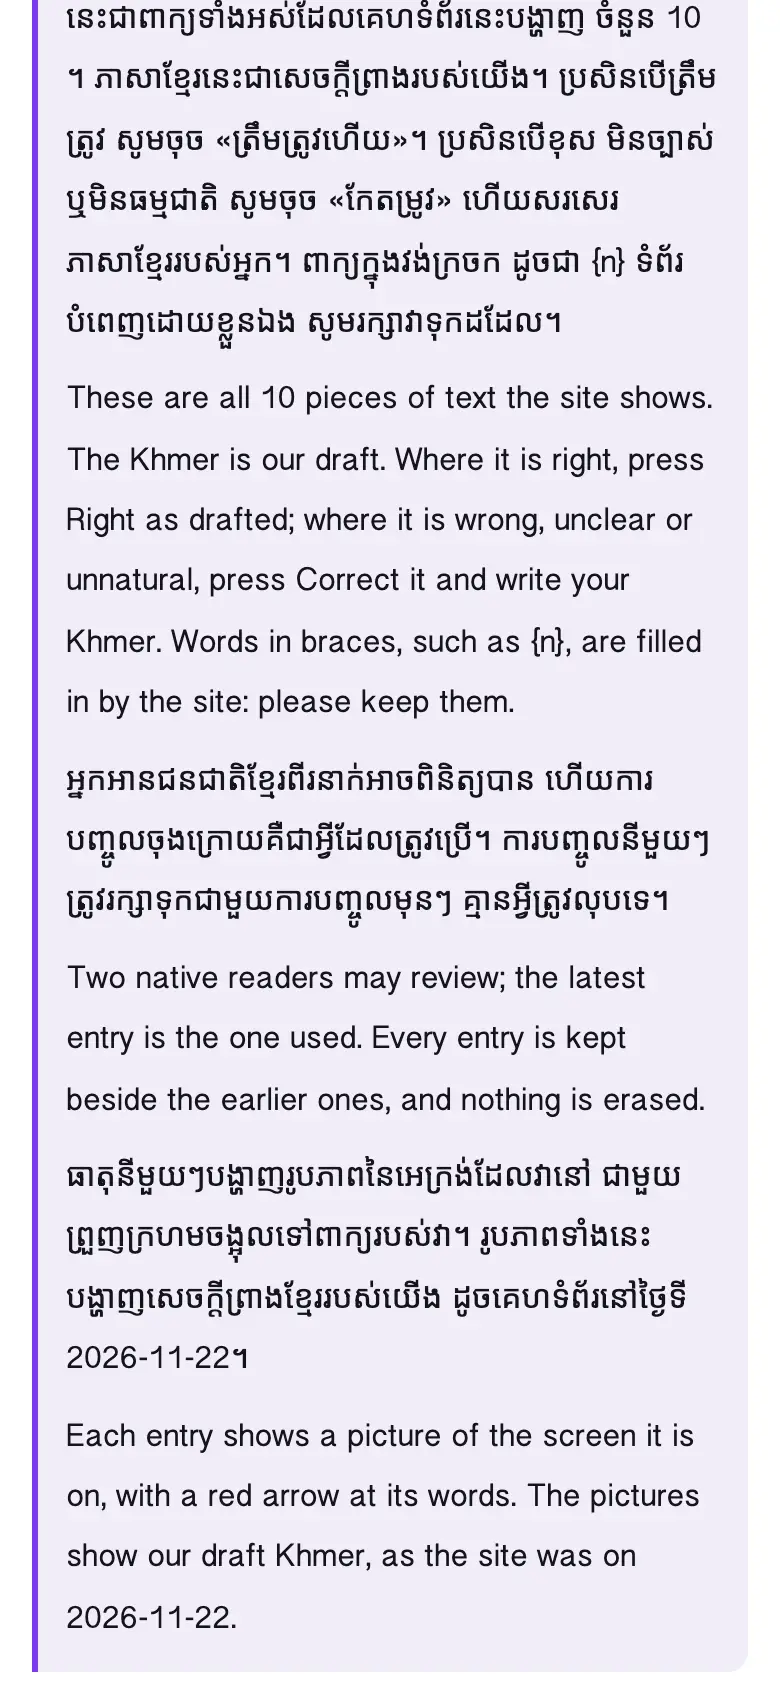 នេះជាពាក្យទាំងអស់ដែលគេហទំព័រនេះបង្ហាញ ចំនួន 10
។ ភាសាខ្មែរនេះជាសេចក្ដីព្រាងរបស់យើង។ ប្រសិនបើត្រឹម
ត្រូវ សូមចុច «ត្រឹមត្រូវហើយ»។ ប្រសិនបើខុស មិនច្បាស់
ឬមិនធម្មជាតិ សូមចុច «កែតម្រូវ» ហើយសរសេរ
ភាសាខ្មែររបស់អ្នក។ ពាក្យក្នុងវង់ក្រចក ដូចជា {n} ទំព័រ
បំពេញដោយខ្លួនឯង សូមរក្សាវាទុកដដែល។
These are all 10 pieces of text the site shows.
The Khmer is our draft. Where it is right, press
Right as drafted; where it is wrong, unclear or
unnatural, press Correct it and write your
Khmer. Words in braces, such as {n}, are filled
in by the site: please keep them.
អ្នកអានជនជាតិខ្មែរពីរនាក់អាចពិនិត្យបាន ហើយការ
បញ្ចូលចុងក្រោយគឺជាអ្វីដែលត្រូវប្រើ។ ការបញ្ចូលនីមួយៗ
ត្រូវរក្សាទុកជាមួយការបញ្ចូលមុនៗ គ្មានអ្វីត្រូវលុបទេ។
Two native readers may review; the latest
entry is the one used. Every entry is kept
beside the earlier ones, and nothing is erased.
ធាតុនីមួយៗបង្ហាញរូបភាពនៃអេក្រង់ដែលវានៅ ជាមួយ
ព្រួញក្រហមចង្អុលទៅពាក្យរបស់វា។ រូបភាពទាំងនេះ
បង្ហាញសេចក្ដីព្រាងខ្មែររបស់យើង ដូចគេហទំព័រនៅថ្ងៃទី
2026-11-22។
Each entry shows a picture of the screen it is
on, with a red arrow at its words. The pictures
show our draft Khmer, as the site was on
2026-11-22.